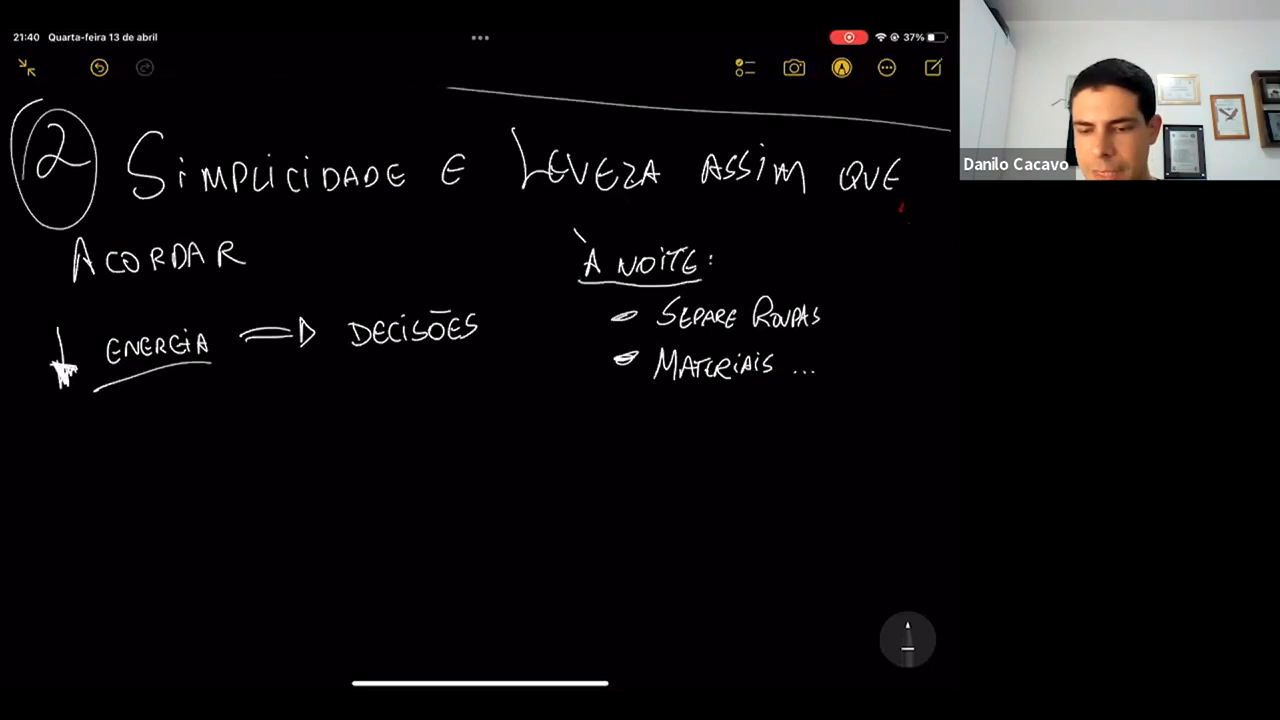 21:40 Quarta-feira 13 de abril
37%
Danilo Cacavo
2 SIMPLICIDADE E LEVEZA ASSIM QUE
ACORDAR
↓ ENERGIA => DECISÕES
À NOITE:
- SEPARE ROUPAS
- MATERIAIS ...